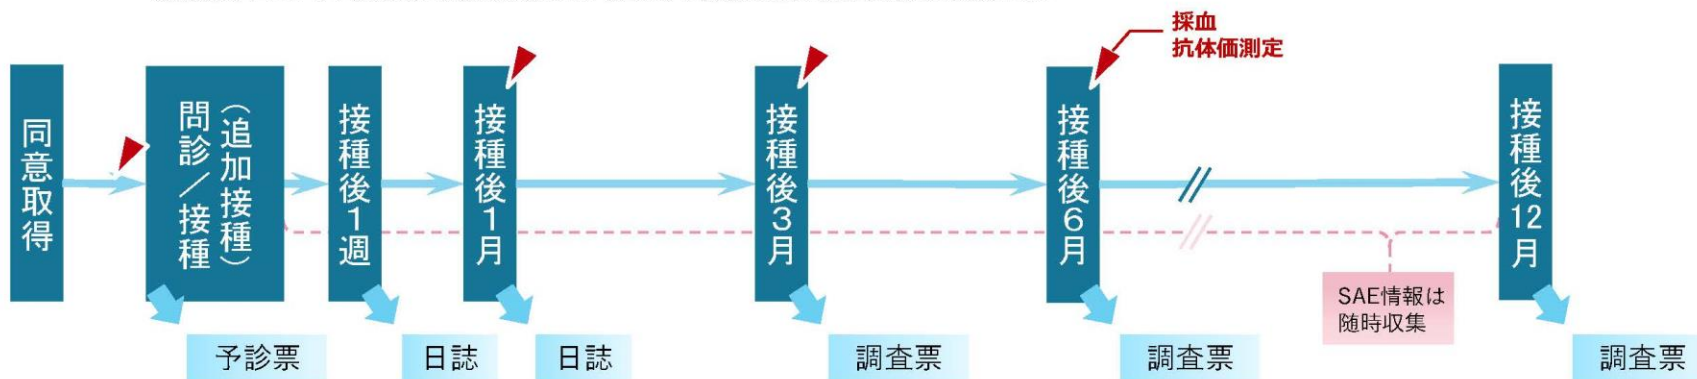 採血
抗体価測定
同意取得
(追加接種)
問診/接種
接種後1週
接種後1月
接種後3月
接種後6月
接種後12月
SAE情報は
随時収集
予診票
日誌
日誌
調査票
調査票
調査票